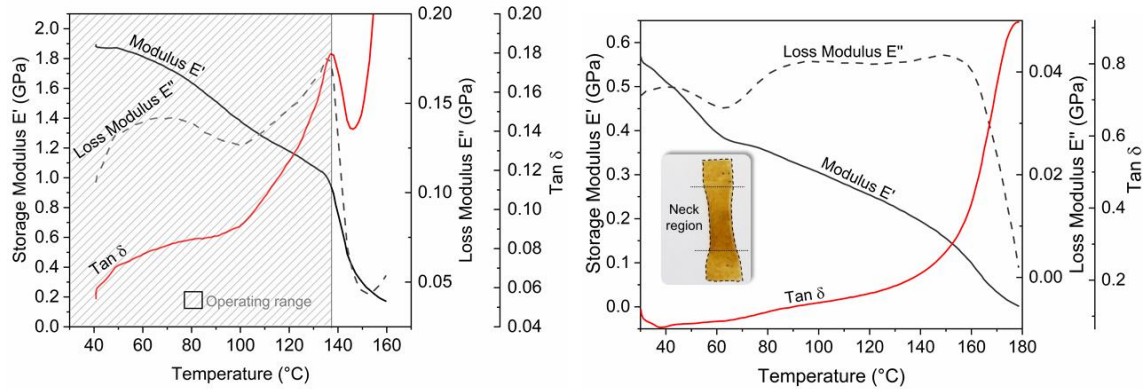 2.1
1.8
1.6
1.4
1.2
1.0
0.8
0.6
0.4
0.2
0.0
Storage Modulus E' (GPa)
Modulus E'
Loss Modulus E"
Tan δ
Operating range
40 60 80 100 120 140 160
Temperature (°C)
0.20
0.15
0.10
0.05
Loss Modulus E" (GPa)
0.20
0.18
0.16
0.14
0.12
0.10
0.08
0.06
0.04
Tan δ
0.6
0.5
0.4
0.3
0.2
0.1
0.0
Storage Modulus E' (GPa)
Loss Modulus E"
Modulus E'
Neck
region
Tan δ
40 60 80 100 120 140 160 180
Temperature (°C)
0.04
0.02
0.00
Loss Modulus E" (GPa)
0.8
0.6
0.4
0.2
Tan δ